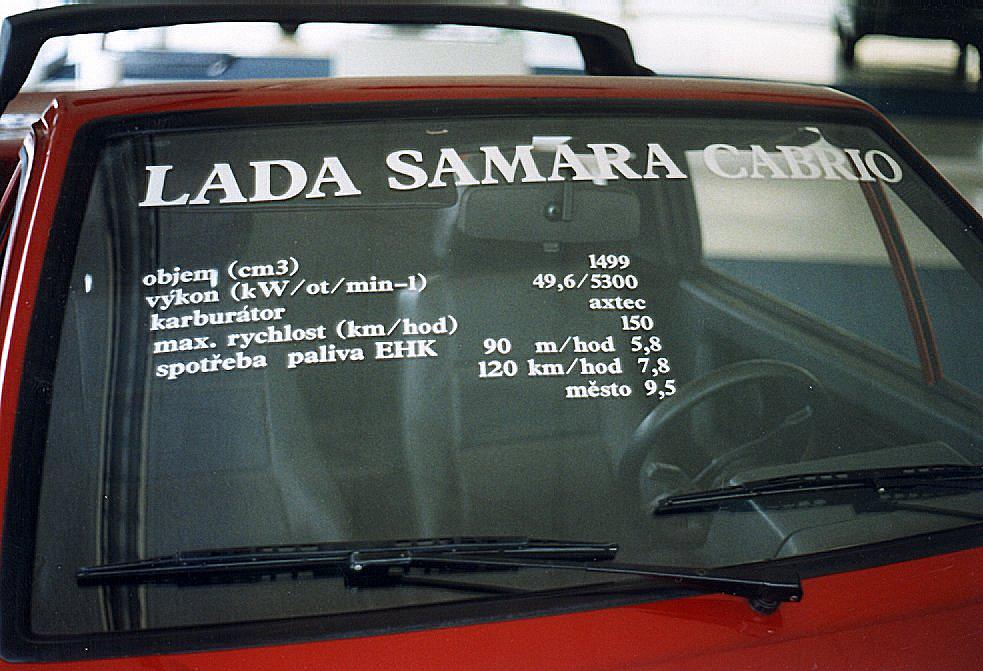 LADA SAMARA CABRIO
objem (cm3) 1499
výkon (kW/ot/min-1) 49,6/5300
karburátor axtec
max. rychlost (km/hod) 150
spotřeba paliva EHK 90 m/hod 5,8
120 km/hod 7,8
město 9,5